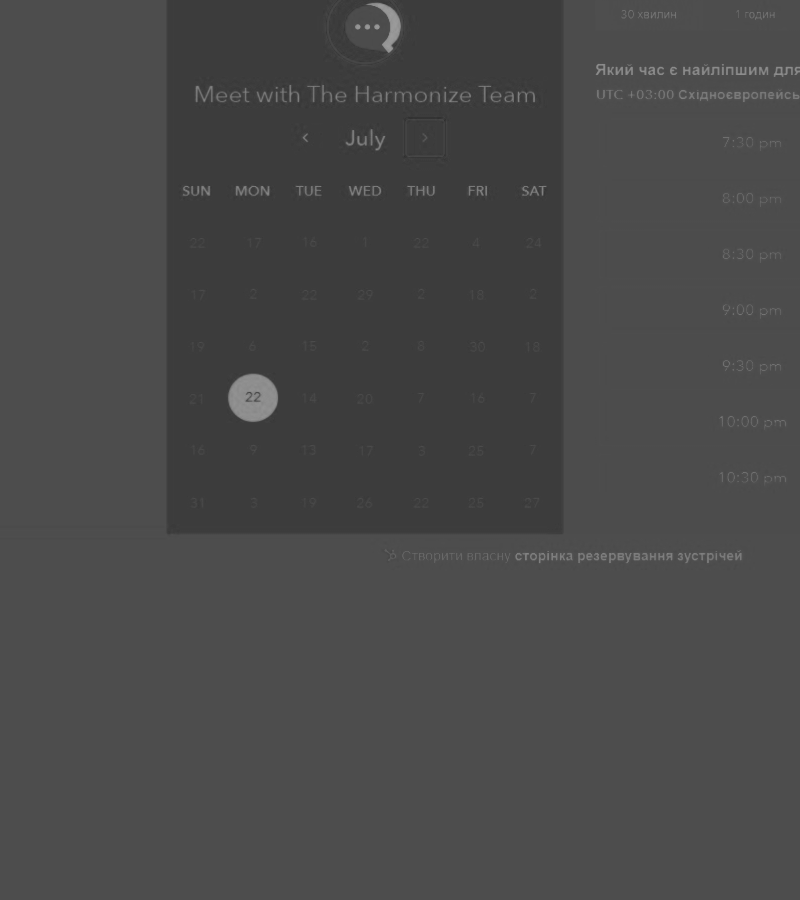 30 хвилин 1 годин
Meet with The Harmonize Team
Який час є найліпшим для
UTC +03:00 Східноєвропейсь
July
7:30 pm
SUN MON TUE WED THU FRI SAT
8:00 pm
22 17 16 1 22 4 24
8:30 pm
17 2 22 29 2 18 2
9:00 pm
19 6 15 2 8 30 18
9:30 pm
21 22 14 20 7 16 7
10:00 pm
16 9 13 17 3 25 7
10:30 pm
31 3 19 26 22 25 27
Створити власну сторінка резервування зустрічей